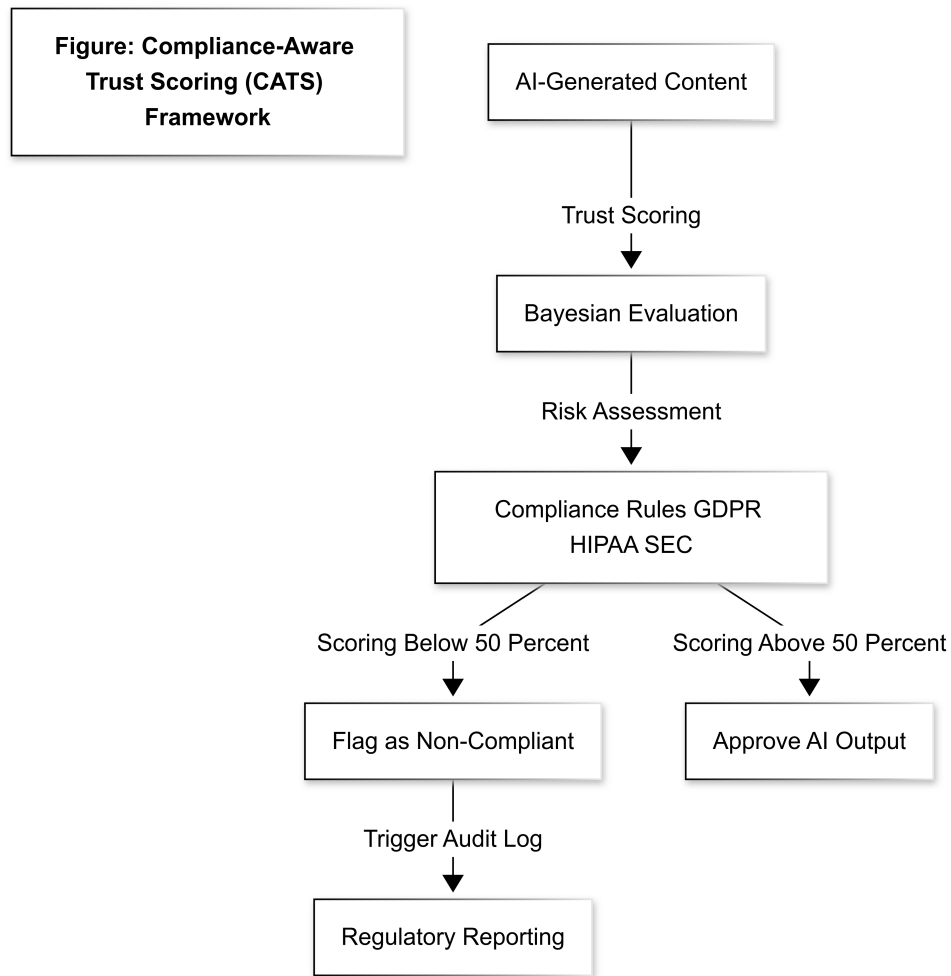 Figure: Compliance-Aware
Trust Scoring (CATS)
Framework
AI-Generated Content
Trust Scoring
Bayesian Evaluation
Risk Assessment
Compliance Rules GDPR
HIPAA SEC
Scoring Below 50 Percent
Scoring Above 50 Percent
Flag as Non-Compliant
Approve AI Output
Trigger Audit Log
Regulatory Reporting